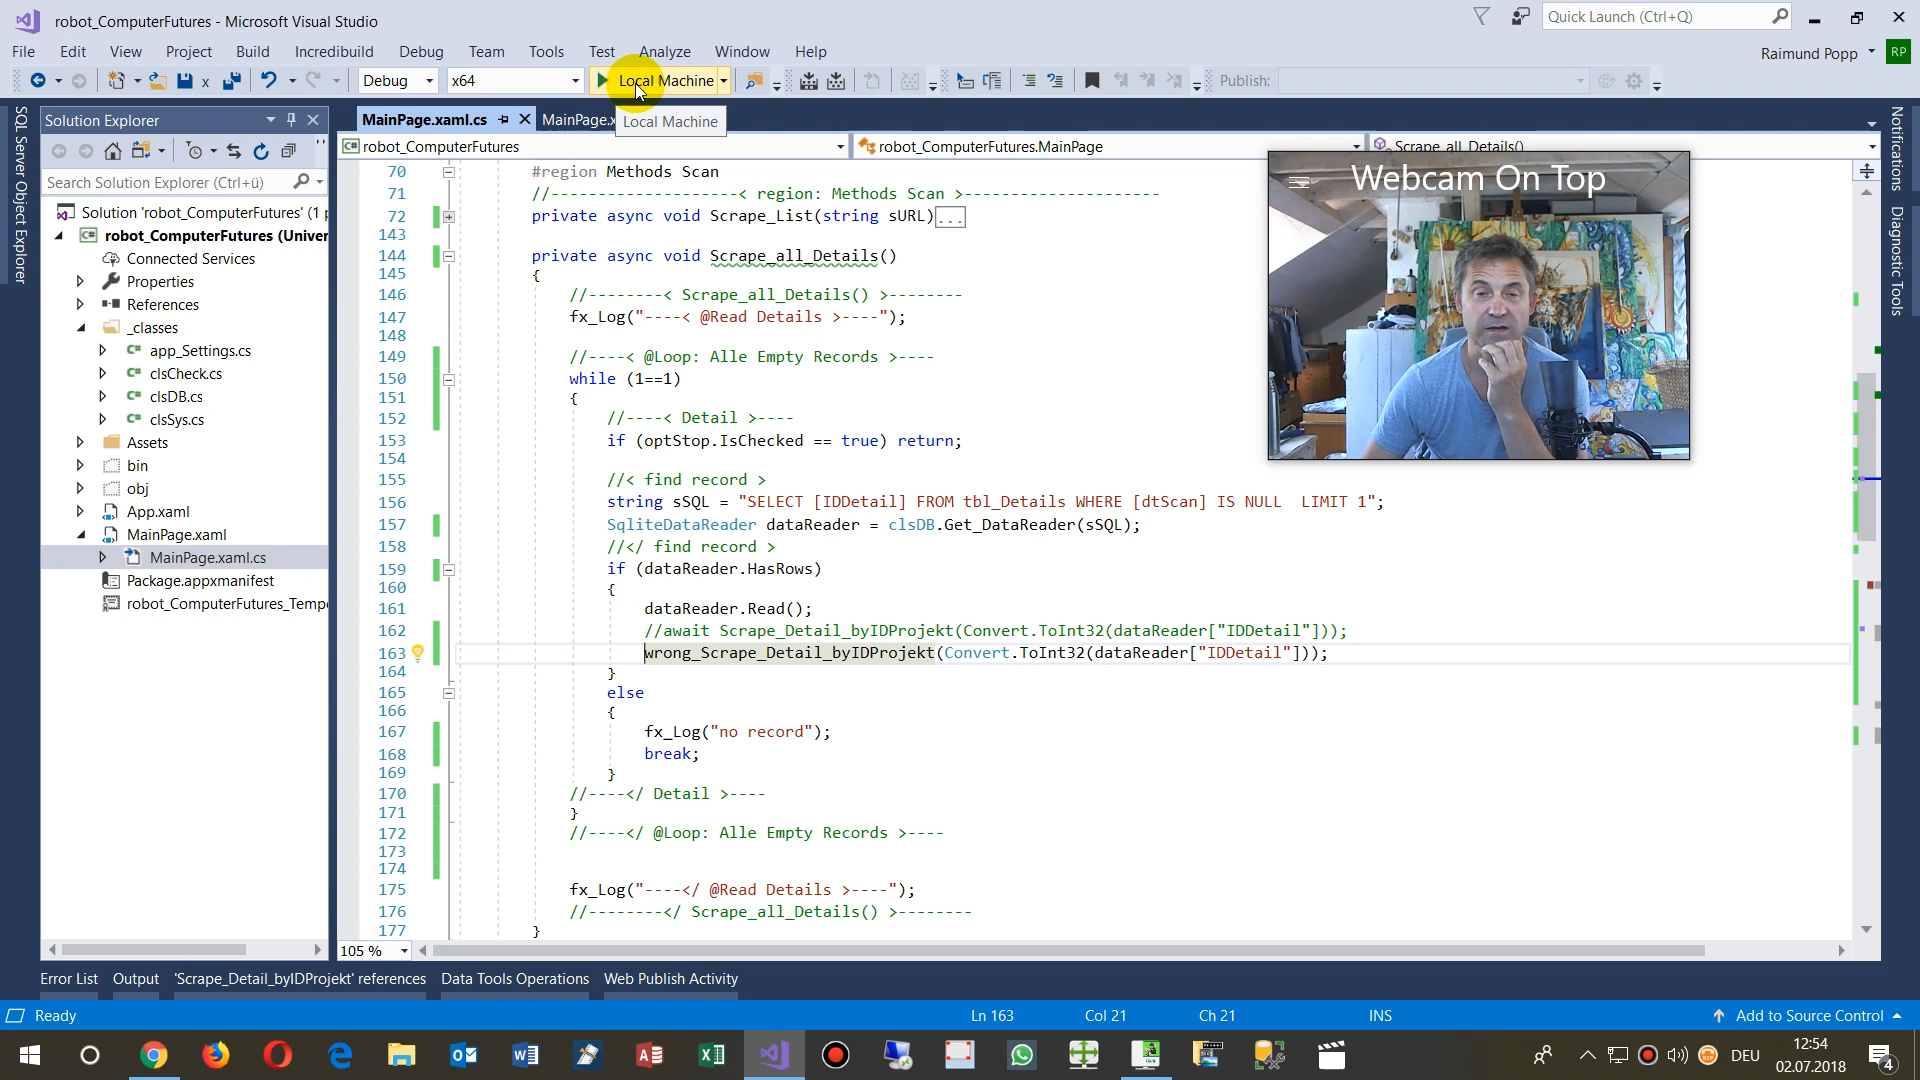 robot_ComputerFutures - Microsoft Visual Studio
Quick Launch (Ctrl+Q)
File Edit View Project Build Incredibuild Debug Team Tools Test Analyze Window Help
Raimund Popp RP
Debug x64 Local Machine Publish:
Local Machine
SQL Server Object Explorer
Solution Explorer
Search Solution Explorer (Ctrl+ü)
Solution 'robot_ComputerFutures' (1 p
robot_ComputerFutures (Univer
Connected Services
Properties
References
_classes
app_Settings.cs
clsCheck.cs
clsDB.cs
clsSys.cs
Assets
bin
obj
App.xaml
MainPage.xaml
MainPage.xaml.cs
Package.appxmanifest
robot_ComputerFutures_Tempo
MainPage.xaml.cs MainPage.x
robot_ComputerFutures robot_ComputerFutures.MainPage Scrape_all_Details()
Webcam On Top
Notifications
Diagnostic Tools
70 #region Methods Scan
71 //--------------------< region: Methods Scan >---------------------
72 private async void Scrape_List(string sURL)...
143
144 private async void Scrape_all_Details()
145 {
146 //--------< Scrape_all_Details() >--------
147 fx_Log("----< @Read Details >----");
148
149 //----< @Loop: Alle Empty Records >----
150 while (1==1)
151 {
152 //----< Detail >----
153 if (optStop.IsChecked == true) return;
154
155 //< find record >
156 string sSQL = "SELECT [IDDetail] FROM tbl_Details WHERE [dtScan] IS NULL  LIMIT 1";
157 SqliteDataReader dataReader = clsDB.Get_DataReader(sSQL);
158 //</ find record >
159 if (dataReader.HasRows)
160 {
161 dataReader.Read();
162 //await Scrape_Detail_byIDProjekt(Convert.ToInt32(dataReader["IDDetail"]));
163 wrong_Scrape_Detail_byIDProjekt(Convert.ToInt32(dataReader["IDDetail"]));
164 }
165 else
166 {
167 fx_Log("no record");
168 break;
169 }
170 //----</ Detail >----
171 }
172 //----</ @Loop: Alle Empty Records >----
173
174
175 fx_Log("----</ @Read Details >----");
176 //--------</ Scrape_all_Details() >--------
177 }
105 %
Error List Output 'Scrape_Detail_byIDProjekt' references Data Tools Operations Web Publish Activity
Ready Ln 163 Col 21 Ch 21 INS Add to Source Control
DEU
12:54
02.07.2018
4